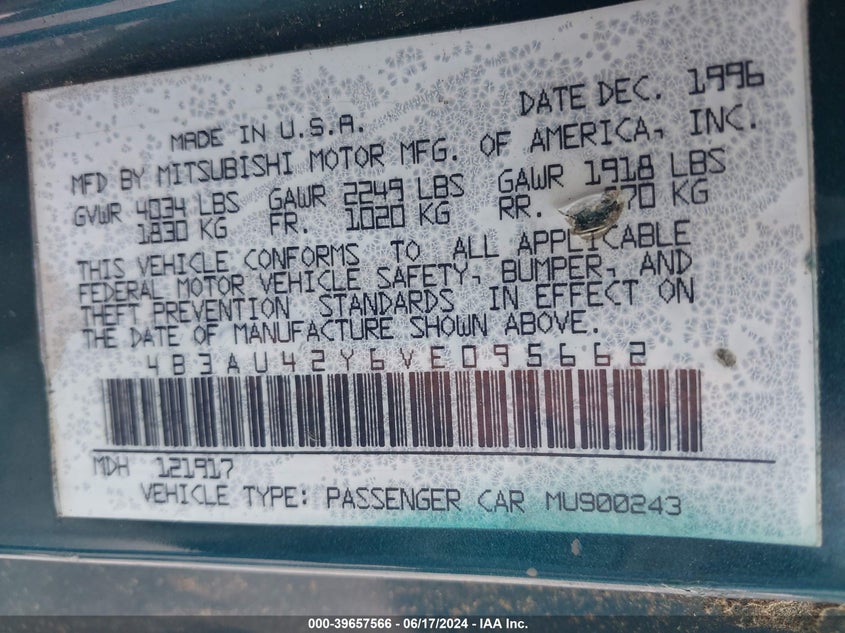 DATE DEC. 1996
MADE IN U.S.A.
MFD BY MITSUBISHI MOTOR MFG. OF AMERICA, INC.
GVWR 4034 LBS GAWR 2249 LBS GAWR 1918 LBS
1830 KG FR. 1020 KG RR. 70 KG
THIS VEHICLE CONFORMS TO ALL APPLICABLE
FEDERAL MOTOR VEHICLE SAFETY, BUMPER, AND
THEFT PREVENTION STANDARDS IN EFFECT ON
THE DATE OF MANUFACTURE SHOWN ABOVE.
4B3AU42Y6VE095662
MDH 121917
VEHICLE TYPE: PASSENGER CAR MU900243
000-39657566 - 06/17/2024 - IAA Inc.